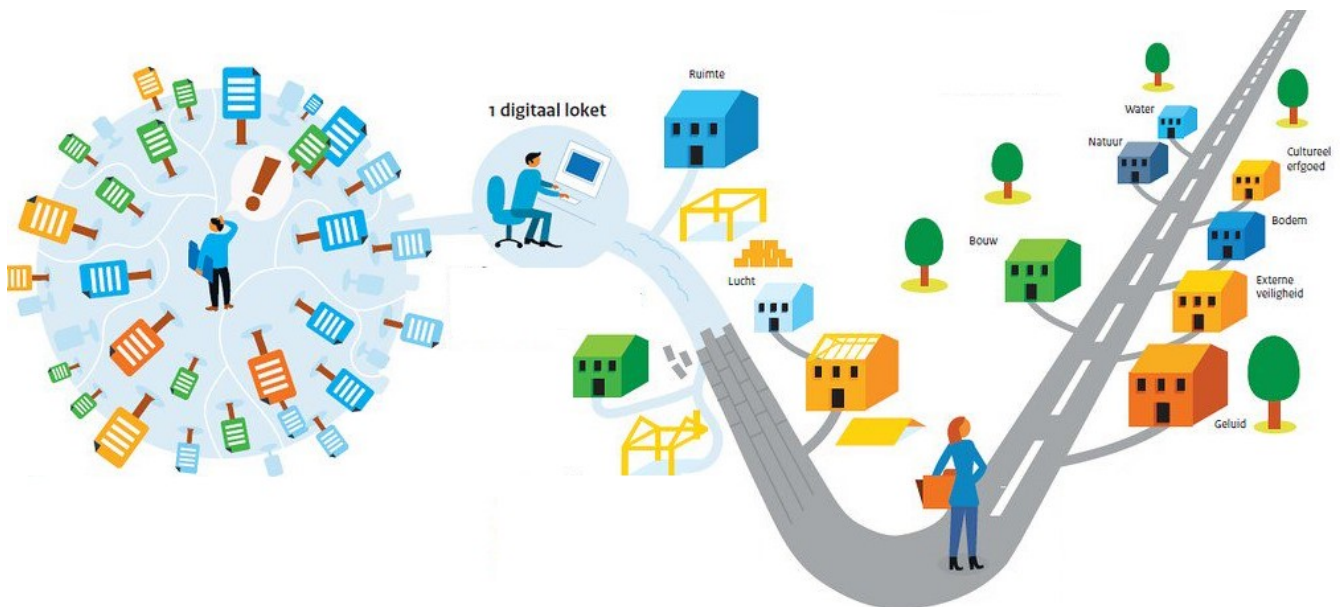 1 digitaal loket
Ruimte
Lucht
Water
Natuur
Cultureel
erfgoed
Bodem
Bouw
Externe
veiligheid
Geluid